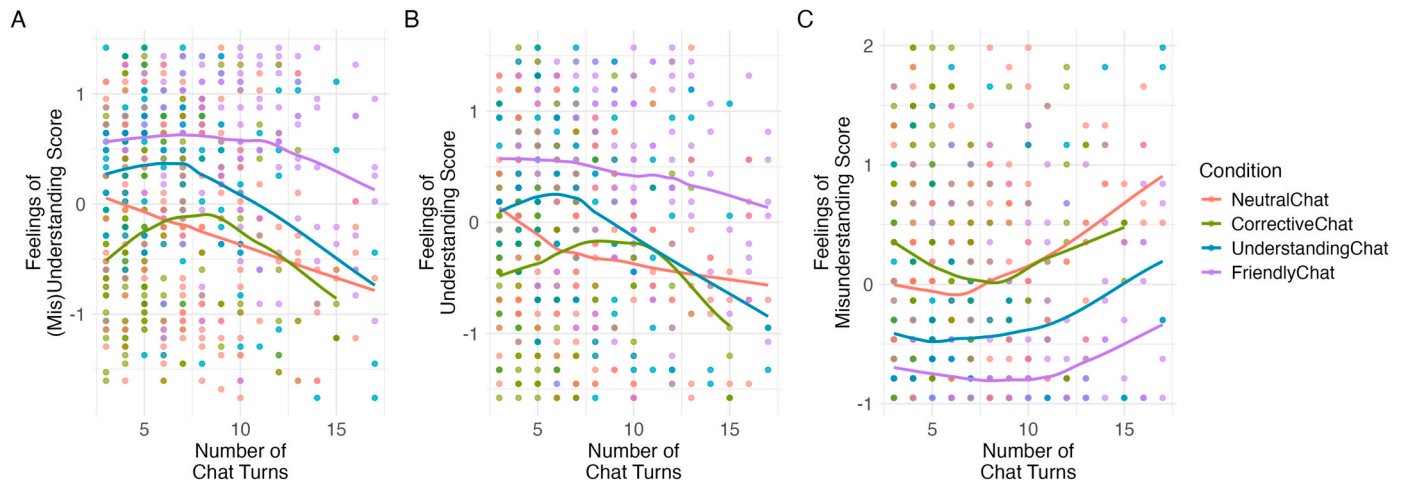 A
Feelings of
(Mis)Understanding Score
1
0
-1
5
10
15
Number of
Chat Turns
B
Feelings of
Understanding Score
1
0
-1
5
10
15
Number of
Chat Turns
C
Feelings of
Misunderstanding Score
2
1
0
-1
5
10
15
Number of
Chat Turns
Condition
NeutralChat
CorrectiveChat
UnderstandingChat
FriendlyChat